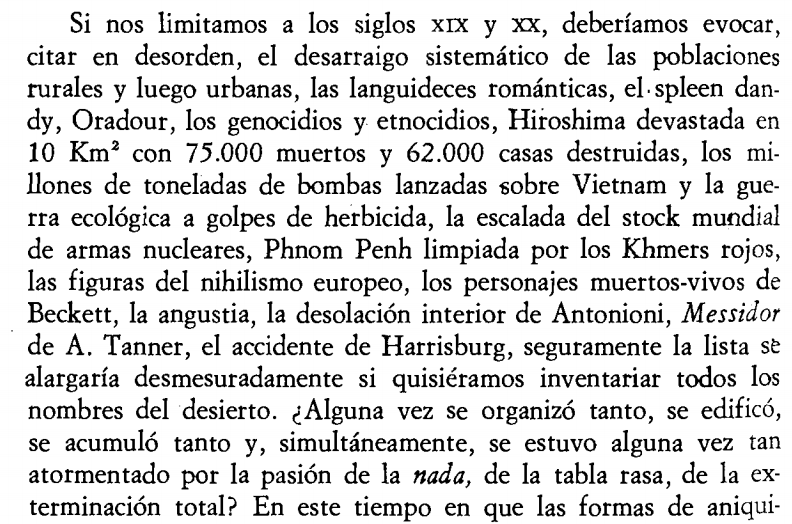 Si nos limitamos a los siglos XIX y XX, deberíamos evocar,
citar en desorden, el desarraigo sistemático de las poblaciones
rurales y luego urbanas, las languideces románticas, el spleen dan-
dy, Oradour, los genocidios y etnocidios, Hiroshima devastada en
10 Km² con 75.000 muertos y 62.000 casas destruidas, los mi-
llones de toneladas de bombas lanzadas sobre Vietnam y la gue-
rra ecológica a golpes de herbicida, la escalada del stock mundial
de armas nucleares, Phnom Penh limpiada por los Khmers rojos,
las figuras del nihilismo europeo, los personajes muertos-vivos de
Beckett, la angustia, la desolación interior de Antonioni, Messidor
de A. Tanner, el accidente de Harrisburg, seguramente la lista se
alargaría desmesuradamente si quisiéramos inventariar todos los
nombres del desierto. ¿Alguna vez se organizó tanto, se edificó,
se acumuló tanto y, simultáneamente, se estuvo alguna vez tan
atormentado por la pasión de la nada, de la tabla rasa, de la ex-
terminación total? En este tiempo en que las formas de aniqui-